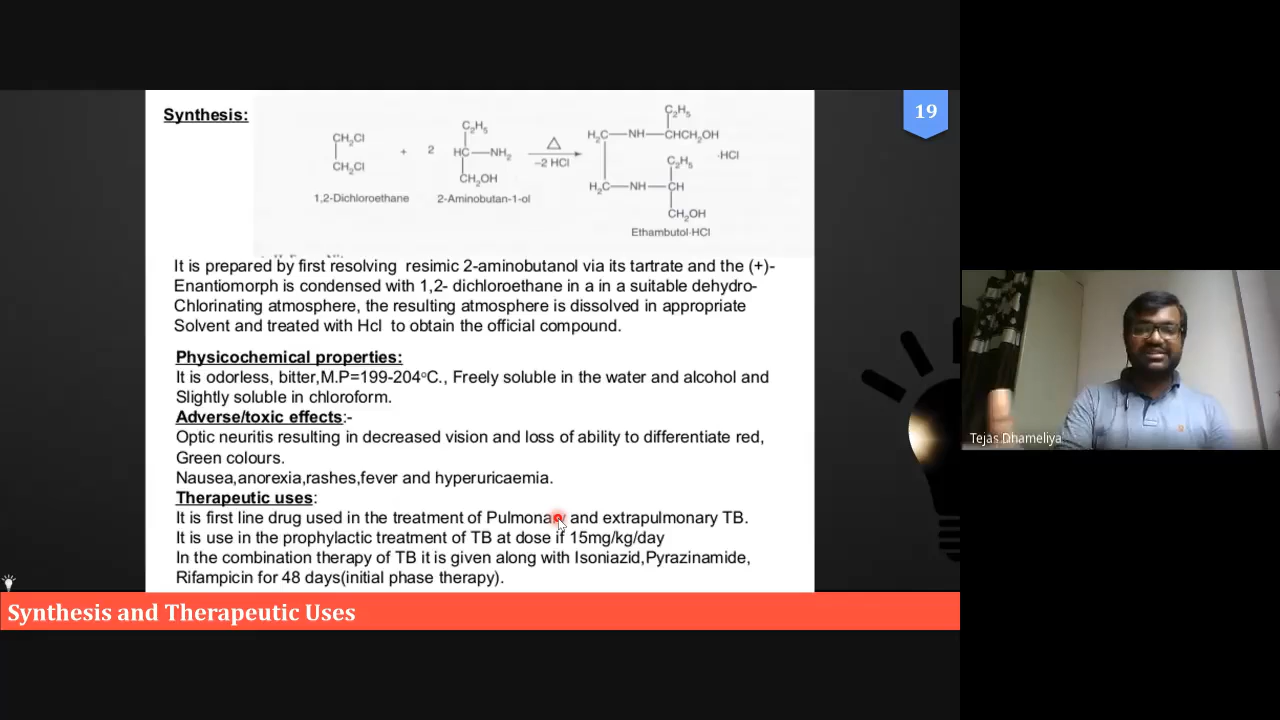 19
Synthesis:
C₂H₅
CH₂Cl
CH₂Cl
1,2-Dichloroethane
+ 2
C₂H₅
HC—NH₂
CH₂OH
2-Aminobutan-1-ol
△
−2 HCl
H₂C—NH—CHCH₂OH
·HCl
C₂H₅
H₂C—NH—CH
CH₂OH
Ethambutol·HCl
It is prepared by first resolving resimic 2-aminobutanol via its tartrate and the (+)-
Enantiomorph is condensed with 1,2- dichloroethane in a in a suitable dehydro-
Chlorinating atmosphere, the resulting atmosphere is dissolved in appropriate
Solvent and treated with Hcl to obtain the official compound.
Physicochemical properties:
It is odorless, bitter,M.P=199-204°C., Freely soluble in the water and alcohol and
Slightly soluble in chloroform.
Adverse/toxic effects:-
Optic neuritis resulting in decreased vision and loss of ability to differentiate red,
Green colours.
Nausea,anorexia,rashes,fever and hyperuricaemia.
Therapeutic uses:
It is first line drug used in the treatment of Pulmonary and extrapulmonary TB.
It is use in the prophylactic treatment of TB at dose if 15mg/kg/day
In the combination therapy of TB it is given along with Isoniazid,Pyrazinamide,
Rifampicin for 48 days(initial phase therapy).
Synthesis and Therapeutic Uses
Tejas Dhameliya